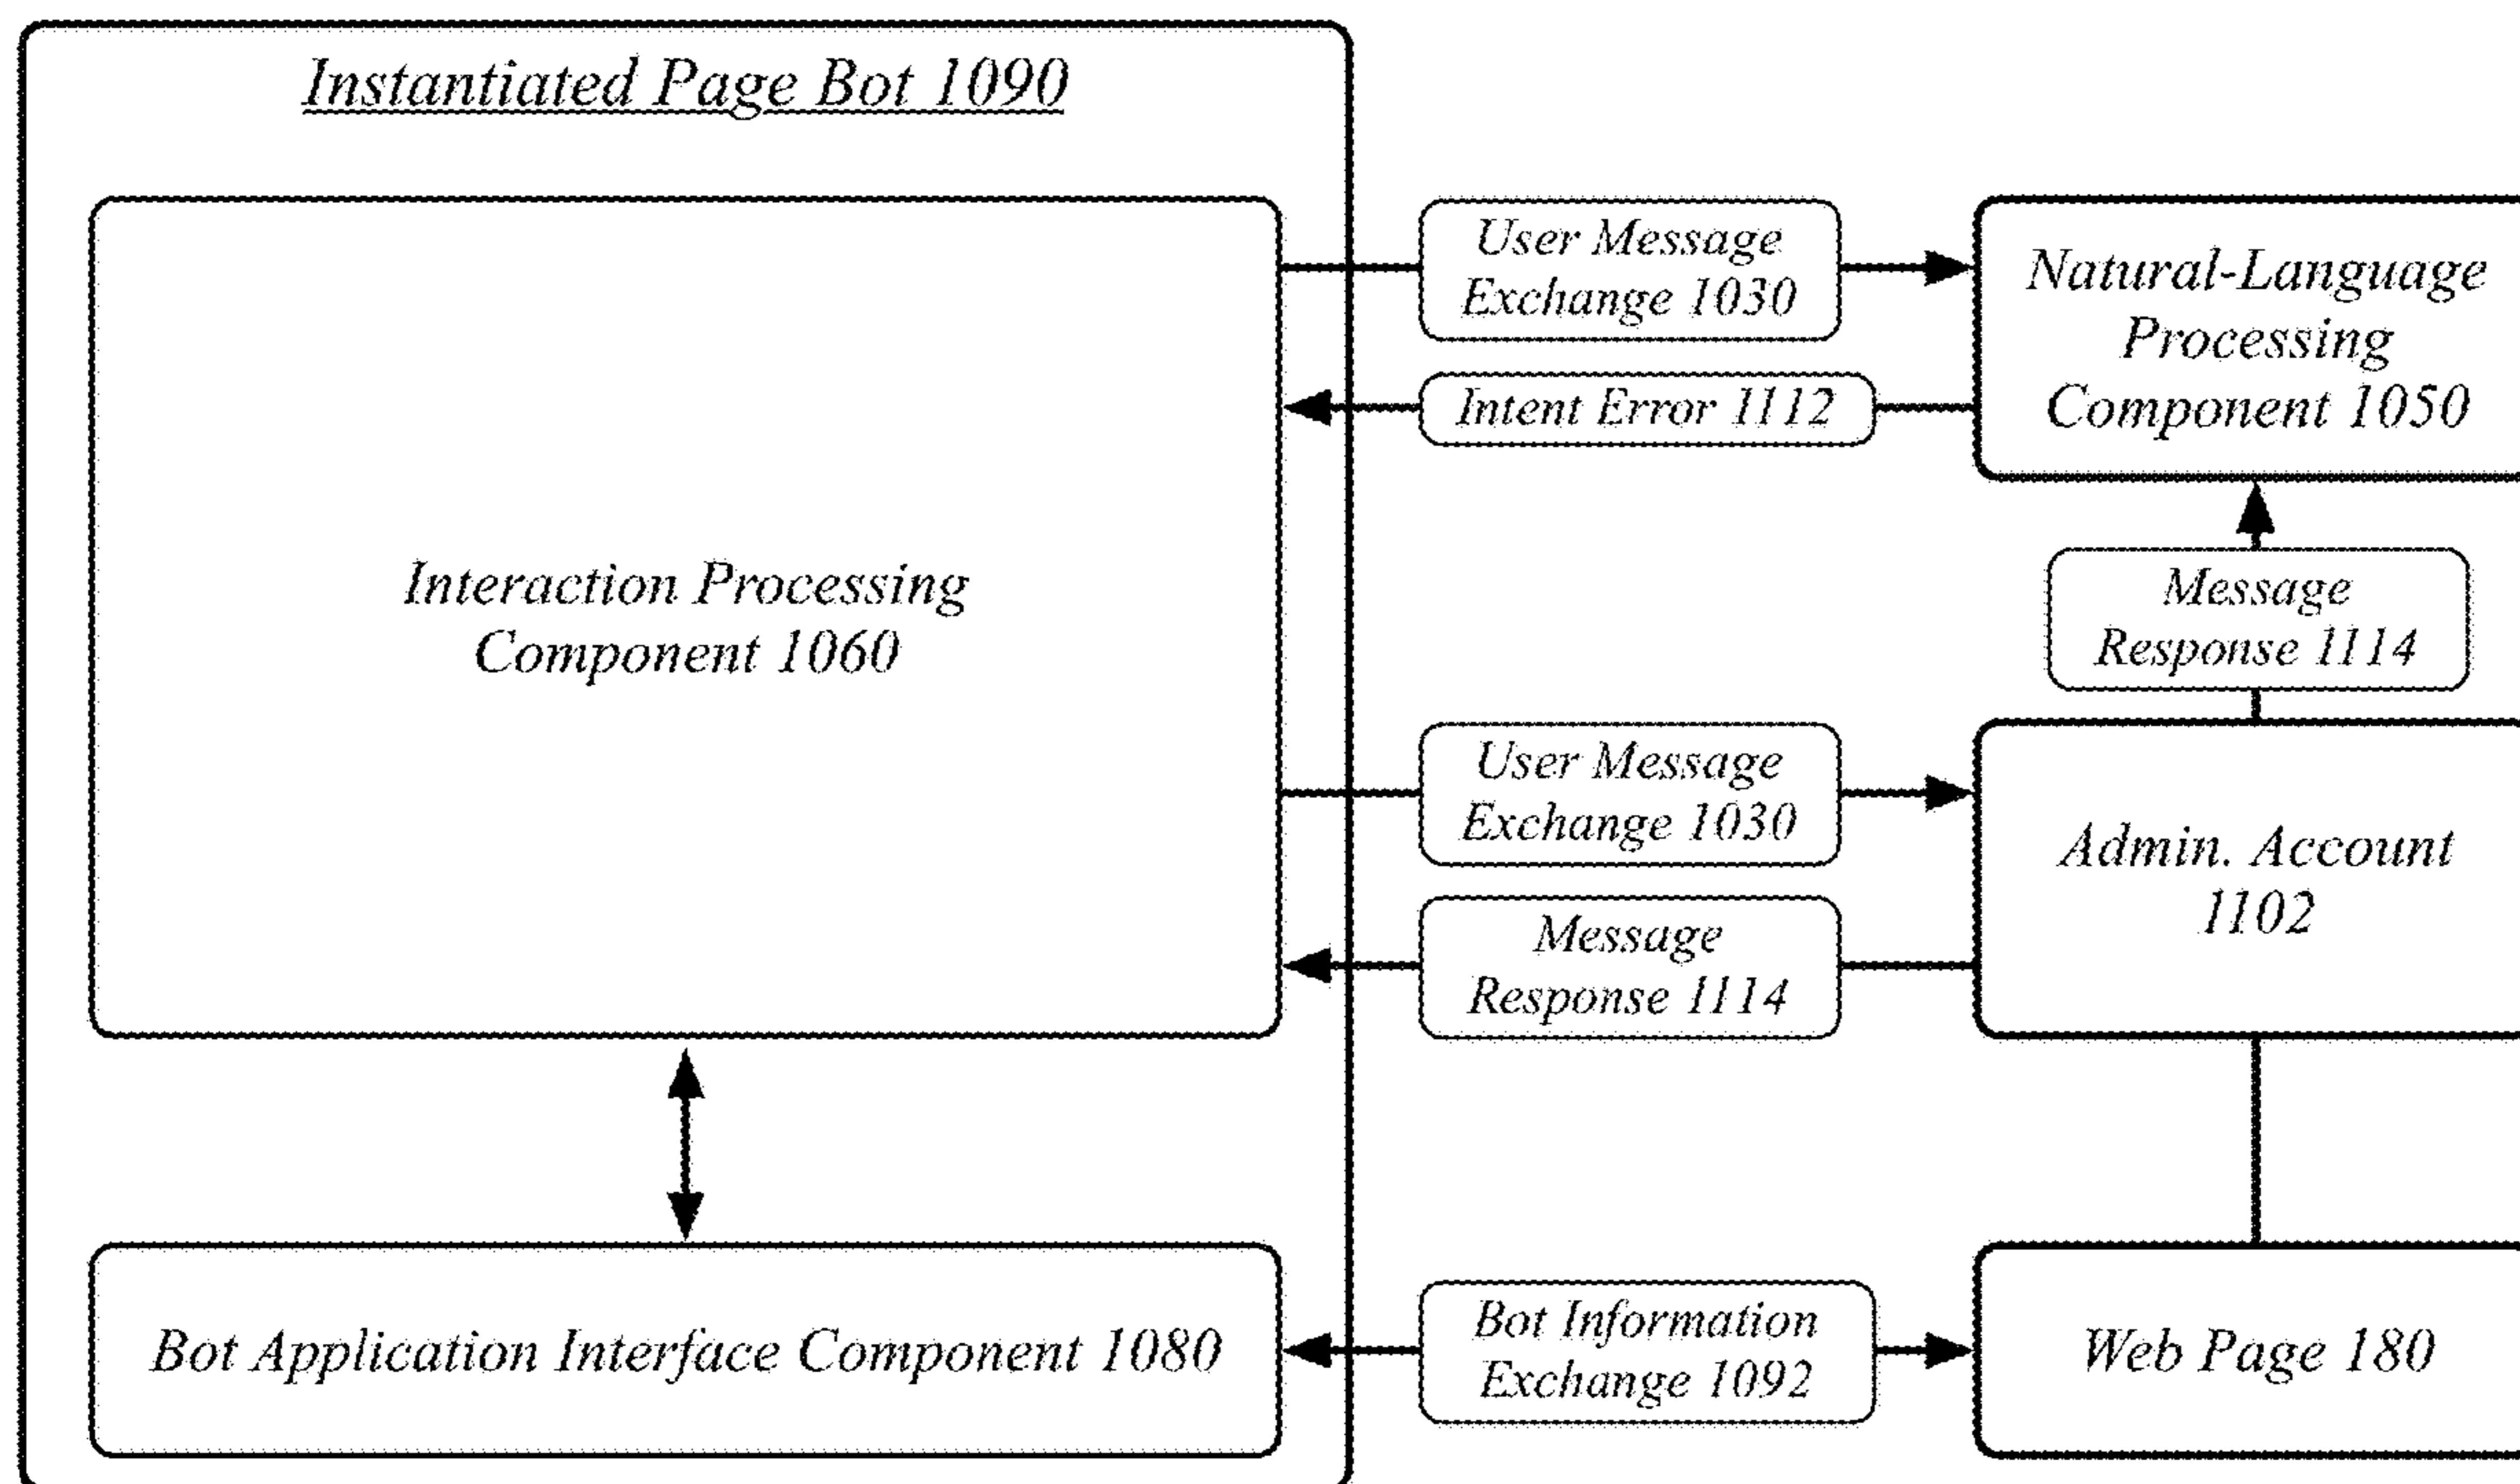 Instantiated Page Bot 1090
User Message
Exchange 1030
Natural-Language
Processing
Component 1050
Intent Error 1112
Interaction Processing
Component 1060
Message
Response 1114
User Message
Exchange 1030
Admin. Account
1102
Message
Response 1114
Bot Application Interface Component 1080
Bot Information
Exchange 1092
Web Page 180